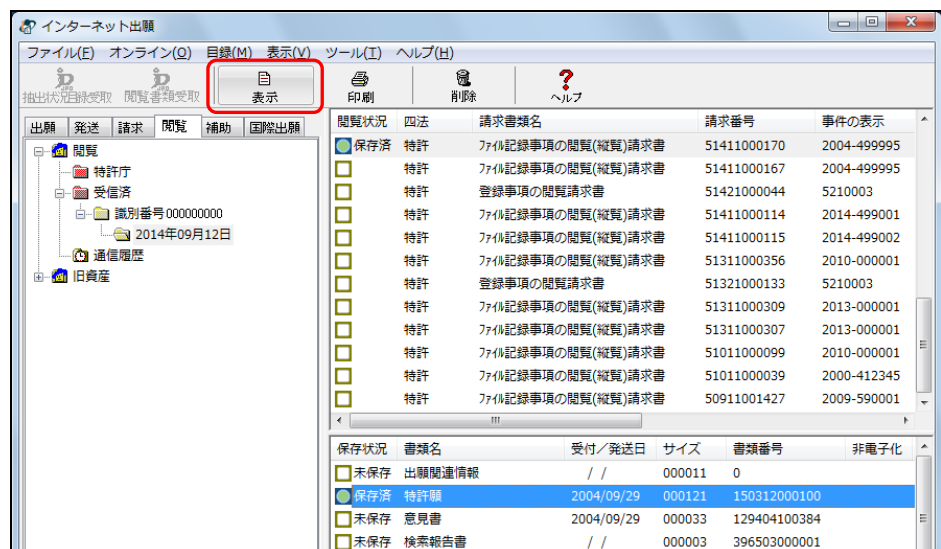 インターネット出願
ファイル(F) オンライン(O) 目録(M) 表示(V) ツール(T) ヘルプ(H)
抽出状況目録受取 閲覧書類受取 表示 印刷 削除 ヘルプ
出願 発送 請求 閲覧 補助 国際出願
閲覧
特許庁
受信済
識別番号000000000
2014年09月12日
通信履歴
旧資産
閲覧状況 四法 請求書類名 請求番号 事件の表示
保存済 特許 ファイル記録事項の閲覧(縦覧)請求書 51411000170 2004-499995
特許 ファイル記録事項の閲覧(縦覧)請求書 51411000167 2004-499995
特許 登録事項の閲覧請求書 51421000044 5210003
特許 ファイル記録事項の閲覧(縦覧)請求書 51411000114 2014-499001
特許 ファイル記録事項の閲覧(縦覧)請求書 51411000115 2014-499002
特許 ファイル記録事項の閲覧(縦覧)請求書 51311000356 2010-000001
特許 登録事項の閲覧請求書 51321000133 5210003
特許 ファイル記録事項の閲覧(縦覧)請求書 51311000309 2013-000001
特許 ファイル記録事項の閲覧(縦覧)請求書 51311000307 2013-000001
特許 ファイル記録事項の閲覧(縦覧)請求書 51011000099 2010-000001
特許 ファイル記録事項の閲覧(縦覧)請求書 51011000039 2000-412345
特許 ファイル記録事項の閲覧(縦覧)請求書 50911001427 2009-590001
保存状況 書類名 受付/発送日 サイズ 書類番号 非電子化
未保存 出願関連情報 / / 000011 0
保存済 特許願 2004/09/29 000121 150312000100
未保存 意見書 2004/09/29 000033 129404100384
未保存 検索報告書 / / 000003 396503000001